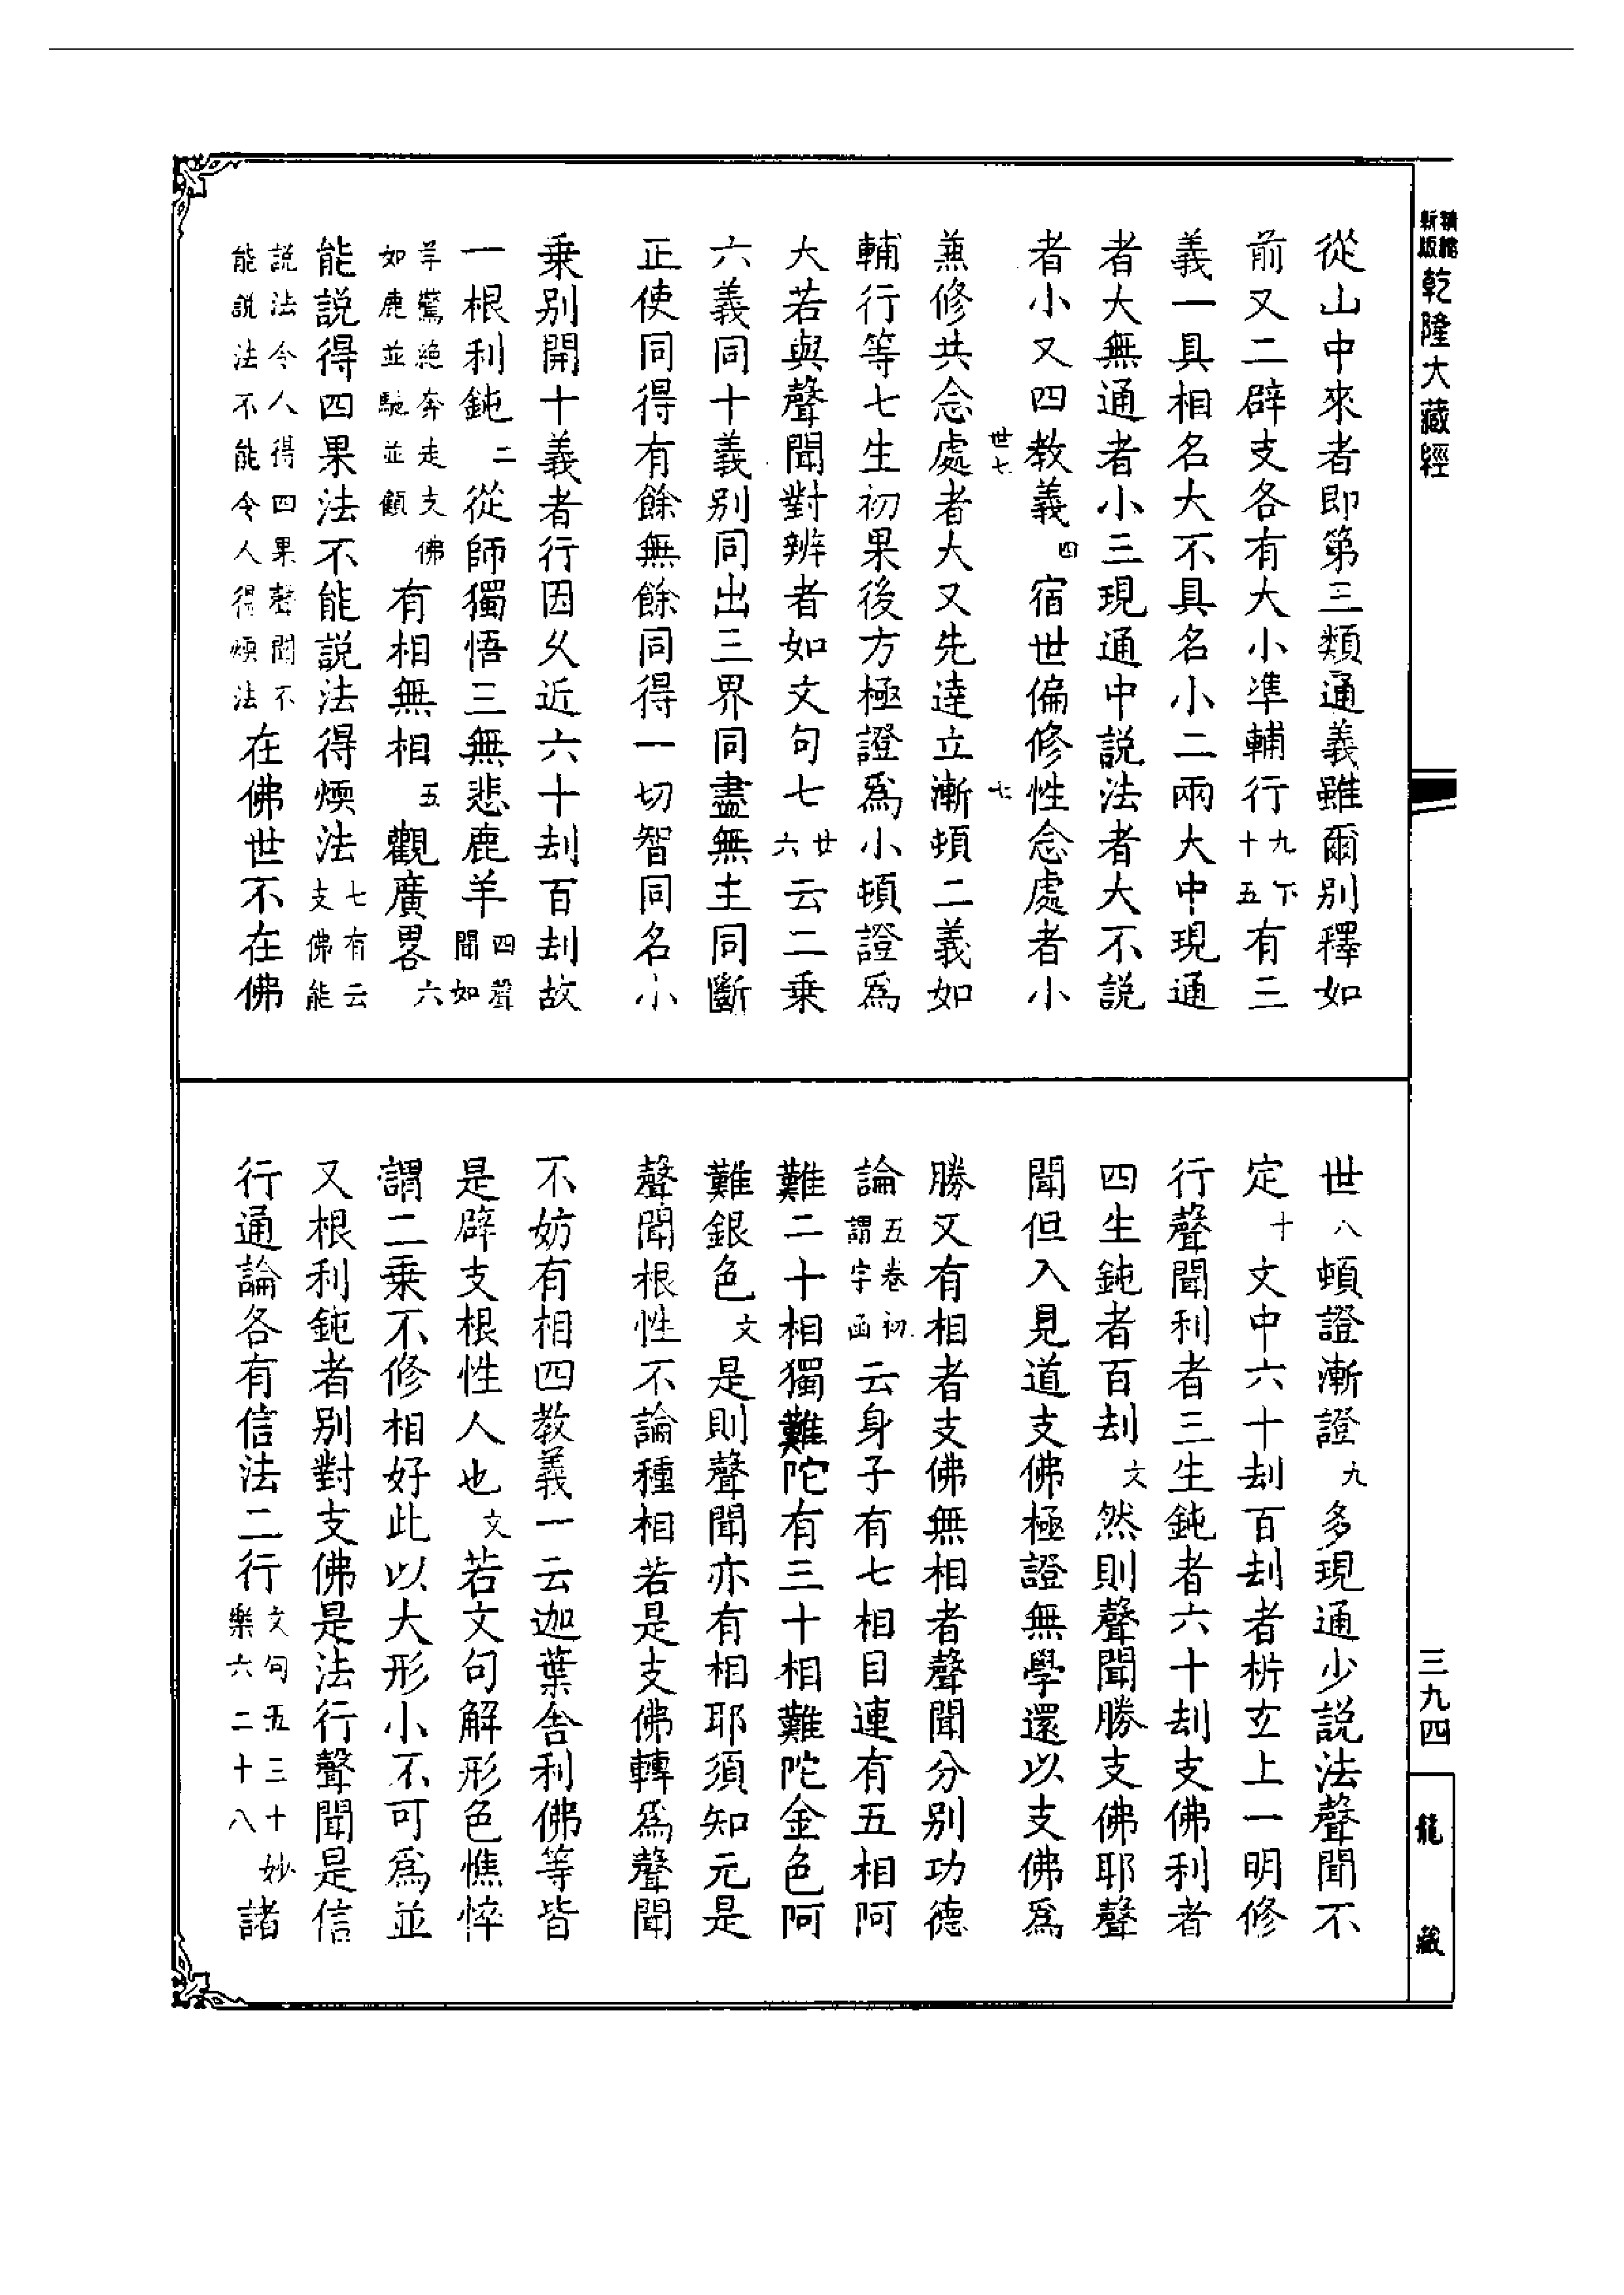 精縮
新版
乾隆大藏經
從山中來者即第三類通義雖爾別釋如
前又二辟支各有大小準輔行九下十五有三
義一具相名大不具名小二兩大中現通
者大無通者小三現通中説法者大不説
者小又四教義四宿世偏修性念處者小
世七
七
兼修共念處者大又先達立漸頓二義如
輔行等七生初果後方極證爲小頓證爲
大若與聲聞對辨者如文句七廿六云二乘
六義同十義別同出三界同盡無生同斷
正使同得有餘無餘同得一切智同名小
乘別開十義者行因久近六十刼百刼故
一根利鈍二從師獨悟三無悲鹿羊四聲聞如
羊驚絶奔走支佛如鹿並馳並顧有相無相五觀廣畧六
能説得四果法不能説法得煗法七有云支佛能
説法令人得四果聲聞不能説法不能令人得煗法在佛世不在佛
世八頓證漸證九多現通少説法聲聞不
定十文中六十刼百刼者析玄上一明修
行聲聞利者三生鈍者六十刼支佛利者
四生鈍者百刼文然則聲聞勝支佛耶聲
聞但入見道支佛極證無學還以支佛爲
勝又有相者支佛無相者聲聞分別功德
論五卷初謂字函云身子有七相目連有五相阿
難二十相獨難陀有三十相難陀金色阿
難銀色文是則聲聞亦有相耶須知元是
聲聞根性不論種相若是支佛轉爲聲聞
不妨有相四教義一云迦葉舍利佛等皆
是辟支根性人也文若文句解形色憔悴
謂二乘不修相好此以大形小不可爲並
又根利鈍者別對支佛是法行聲聞是信
行通論各有信法二行文句五三十妙樂六二十八諸
三九四
龍藏